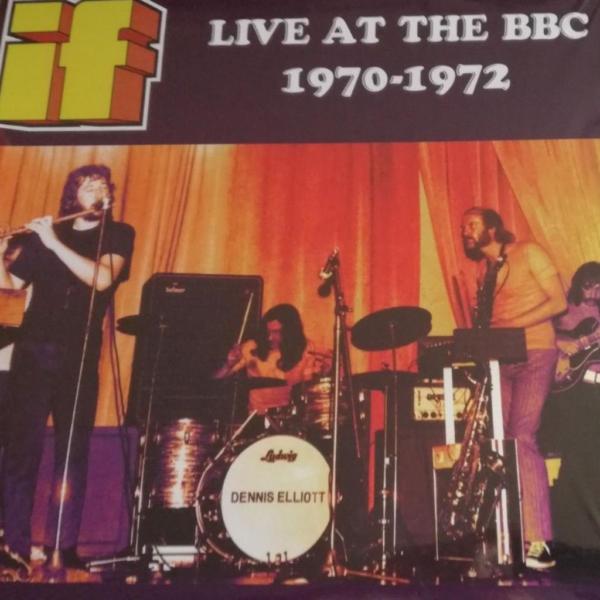 if
LIVE AT THE BBC
1970-1972
Ludwig
DENNIS ELLIOTT